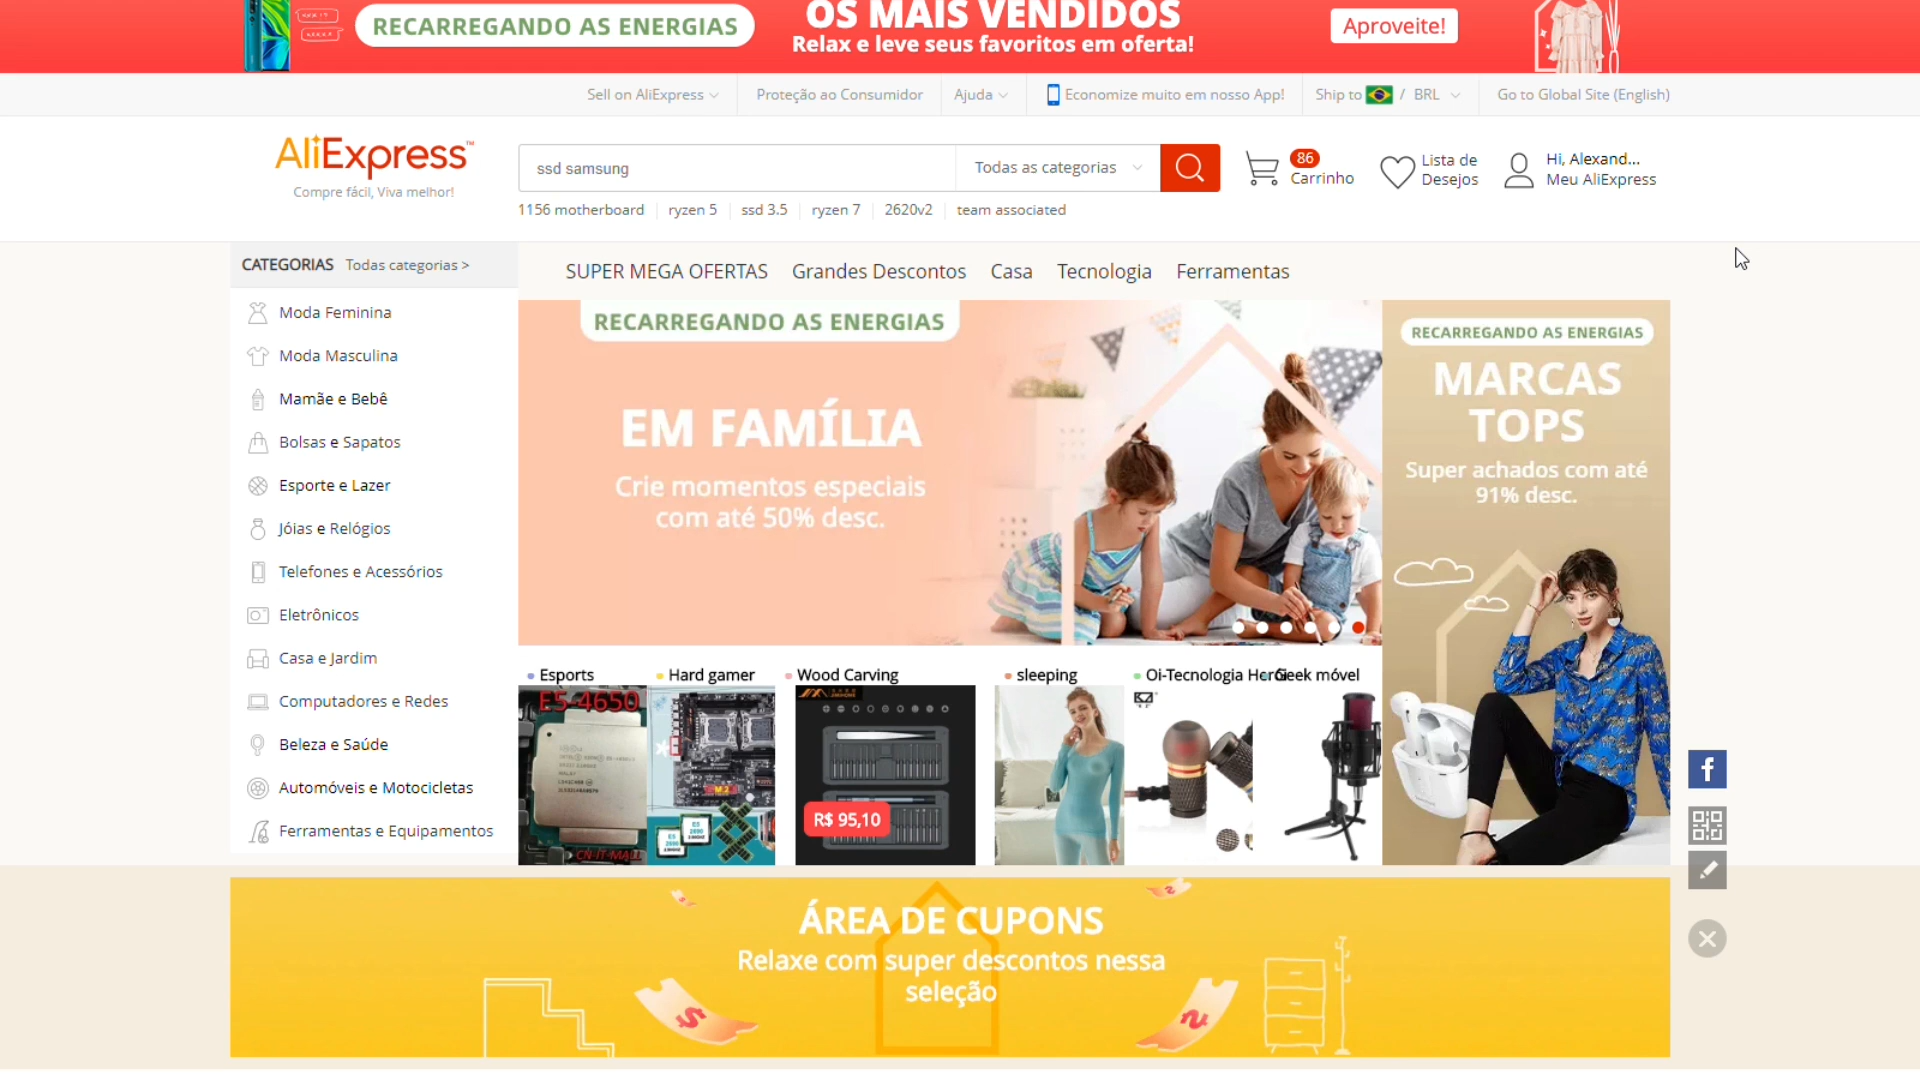 RECARREGANDO AS ENERGIAS
OS MAIS VENDIDOS
Relax e leve seus favoritos em oferta!
Aproveite!
Sell on AliExpress
Proteção ao Consumidor
Ajuda
Economize muito em nosso App!
Ship to / BRL
Go to Global Site (English)
AliExpress™
Compre fácil, Viva melhor!
ssd samsung
Todas as categorias
86
Carrinho
Lista de
Desejos
Hi, Alexand...
Meu AliExpress
1156 motherboard
ryzen 5
ssd 3.5
ryzen 7
2620v2
team associated
CATEGORIAS
Todas categorias >
SUPER MEGA OFERTAS
Grandes Descontos
Casa
Tecnologia
Ferramentas
Moda Feminina
Moda Masculina
Mamãe e Bebê
Bolsas e Sapatos
Esporte e Lazer
Jóias e Relógios
Telefones e Acessórios
Eletrônicos
Casa e Jardim
Computadores e Redes
Beleza e Saúde
Automóveis e Motocicletas
Ferramentas e Equipamentos
RECARREGANDO AS ENERGIAS
EM FAMÍLIA
Crie momentos especiais
com até 50% desc.
RECARREGANDO AS ENERGIAS
MARCAS
TOPS
Super achados com até
91% desc.
Esports
Hard gamer
Wood Carving
sleeping
Oi-Tecnologia
Geek móvel
E5-4650
CN-IT-MALL
M.2
R$ 95,10
ÁREA DE CUPONS
Relaxe com super descontos nessa
seleção